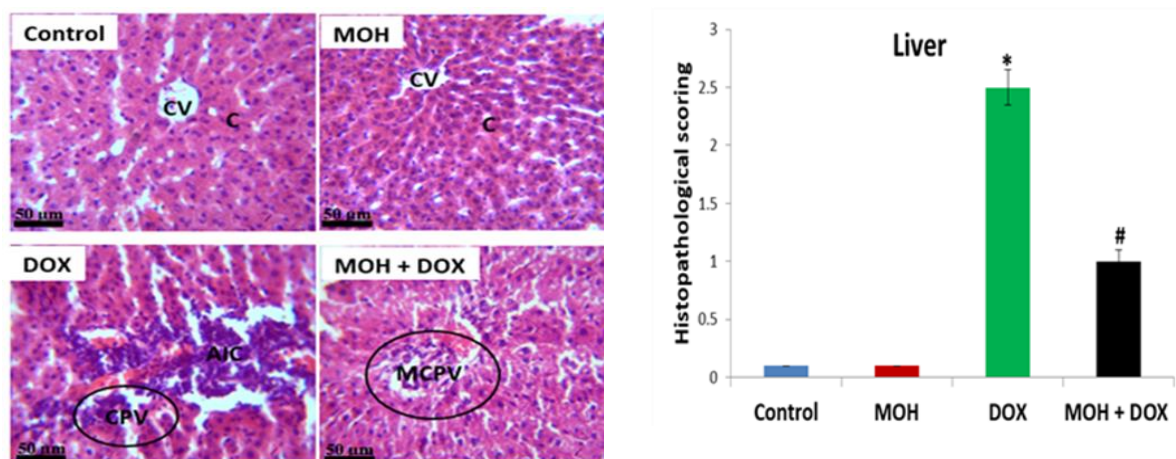 Control
CV
C
50 µm
MOH
CV
C
50 µm
DOX
AIC
CPV
50 µm
MOH + DOX
MCPV
50 µm
Liver
Histopathological scoring
3
2.5
2
1.5
1
0.5
0
*
#
Control MOH DOX MOH + DOX